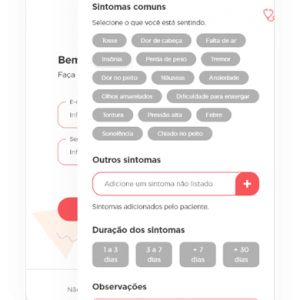 Sintomas comuns
Selecione o que você está sentindo.
Tosse Dor de cabeça Falta de ar
Insônia Perda de peso Tremor
Dor no peito Náuseas Ansiedade
Olhos amarelados Dificuldade para enxergar
Tontura Pressão alta Febre
Sonolência Chiado no peito
Outros sintomas
Adicione um sintoma não listado +
Sintomas adicionados pelo paciente.
Duração dos sintomas
1 a 3 dias 3 a 7 dias + 7 dias + 30 dias
Observações
Bem
Faça
E-
Se
Nã